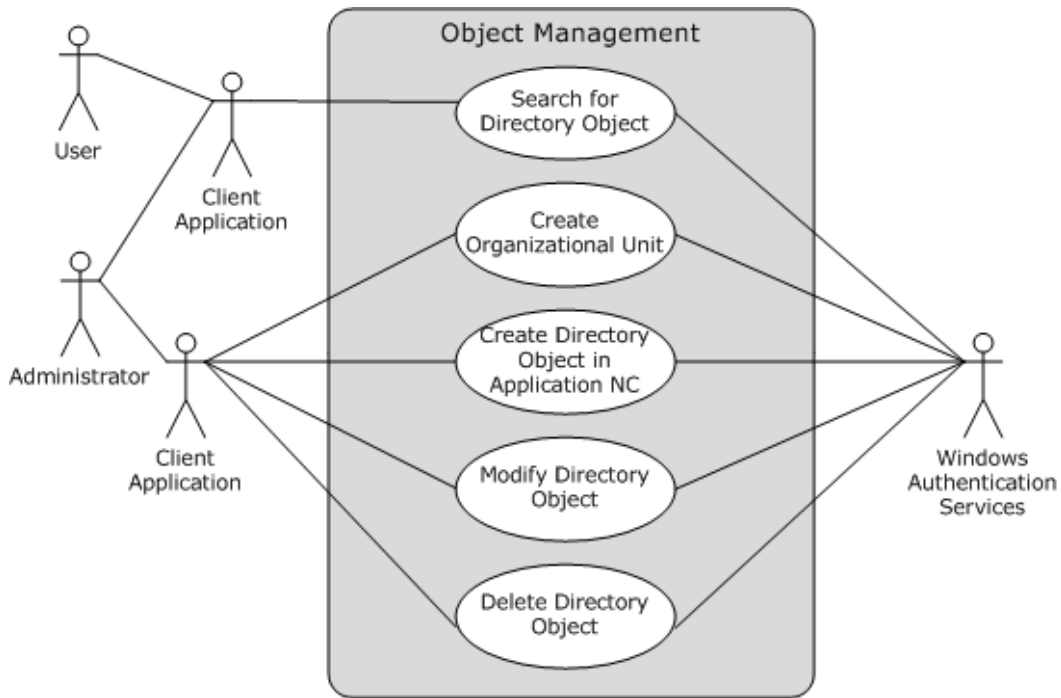 Object Management
User
Client
Application
Administrator
Client
Application
Search for
Directory Object
Create
Organizational Unit
Create Directory
Object in
Application NC
Modify Directory
Object
Delete Directory
Object
Windows
Authentication
Services